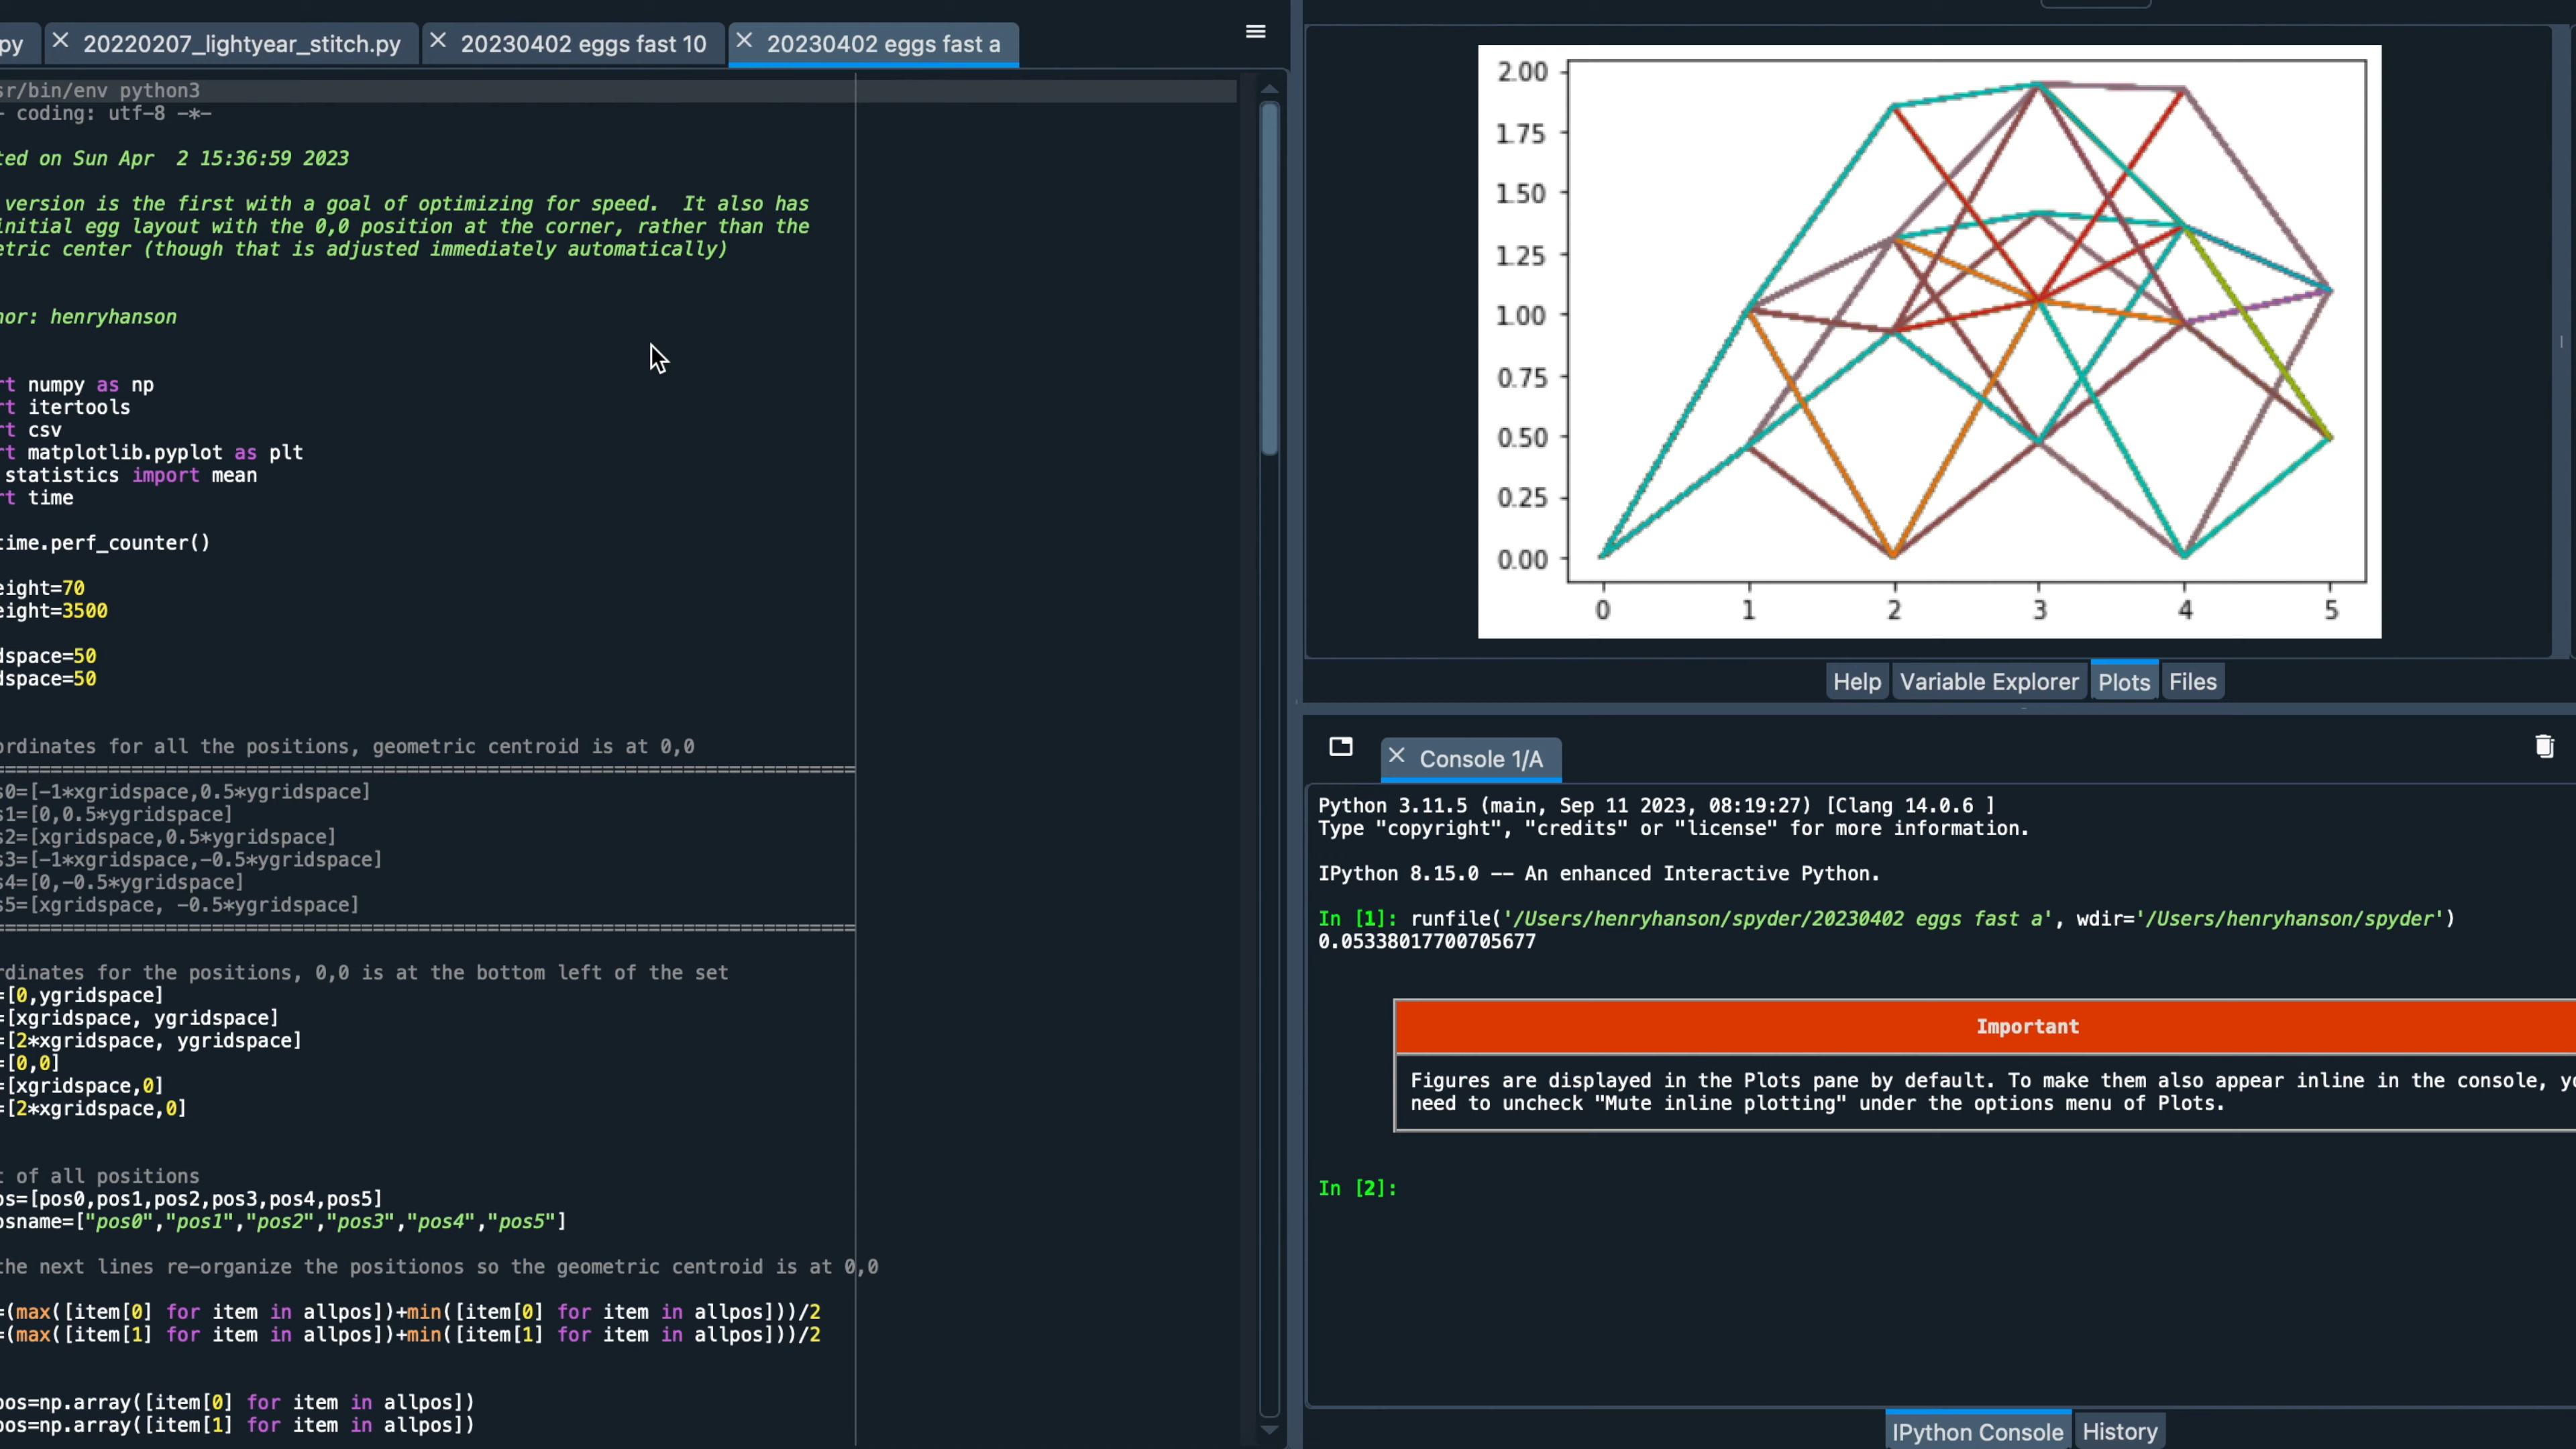 py
20220207_lightyear_stitch.py
20230402 eggs fast 10
20230402 eggs fast a
sr/bin/env python3
- coding: utf-8 -*-
ted on Sun Apr  2 15:36:59 2023
version is the first with a goal of optimizing for speed.  It also has
initial egg layout with the 0,0 position at the corner, rather than the
etric center (though that is adjusted immediately automatically)
hor: henryhanson
rt numpy as np
rt itertools
rt csv
rt matplotlib.pyplot as plt
statistics import mean
rt time
time.perf_counter()
eight=70
eight=3500
dspace=50
dspace=50
ordinates for all the positions, geometric centroid is at 0,0
===========================================================================
s0=[-1*xgridspace,0.5*ygridspace]
s1=[0,0.5*ygridspace]
s2=[xgridspace,0.5*ygridspace]
s3=[-1*xgridspace,-0.5*ygridspace]
s4=[0,-0.5*ygridspace]
s5=[xgridspace, -0.5*ygridspace]
===========================================================================
rdinates for the positions, 0,0 is at the bottom left of the set
=[0,ygridspace]
=[xgridspace, ygridspace]
=[2*xgridspace, ygridspace]
=[0,0]
=[xgridspace,0]
=[2*xgridspace,0]
t of all positions
os=[pos0,pos1,pos2,pos3,pos4,pos5]
osname=["pos0","pos1","pos2","pos3","pos4","pos5"]
the next lines re-organize the positionos so the geometric centroid is at 0,0
=(max([item[0] for item in allpos])+min([item[0] for item in allpos]))/2
=(max([item[1] for item in allpos])+min([item[1] for item in allpos]))/2
pos=np.array([item[0] for item in allpos])
pos=np.array([item[1] for item in allpos])
2.00
1.75
1.50
1.25
1.00
0.75
0.50
0.25
0.00
0 1 2 3 4 5
Help Variable Explorer Plots Files
Console 1/A
Python 3.11.5 (main, Sep 11 2023, 08:19:27) [Clang 14.0.6 ]
Type "copyright", "credits" or "license" for more information.
IPython 8.15.0 -- An enhanced Interactive Python.
In [1]: runfile('/Users/henryhanson/spyder/20230402 eggs fast a', wdir='/Users/henryhanson/spyder')
0.05338017700705677
Important
Figures are displayed in the Plots pane by default. To make them also appear inline in the console, yo
need to uncheck "Mute inline plotting" under the options menu of Plots.
In [2]:
IPython Console History